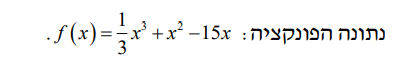 נתונה הפונקציה: f(x) = 1/3 x³ + x² − 15x .